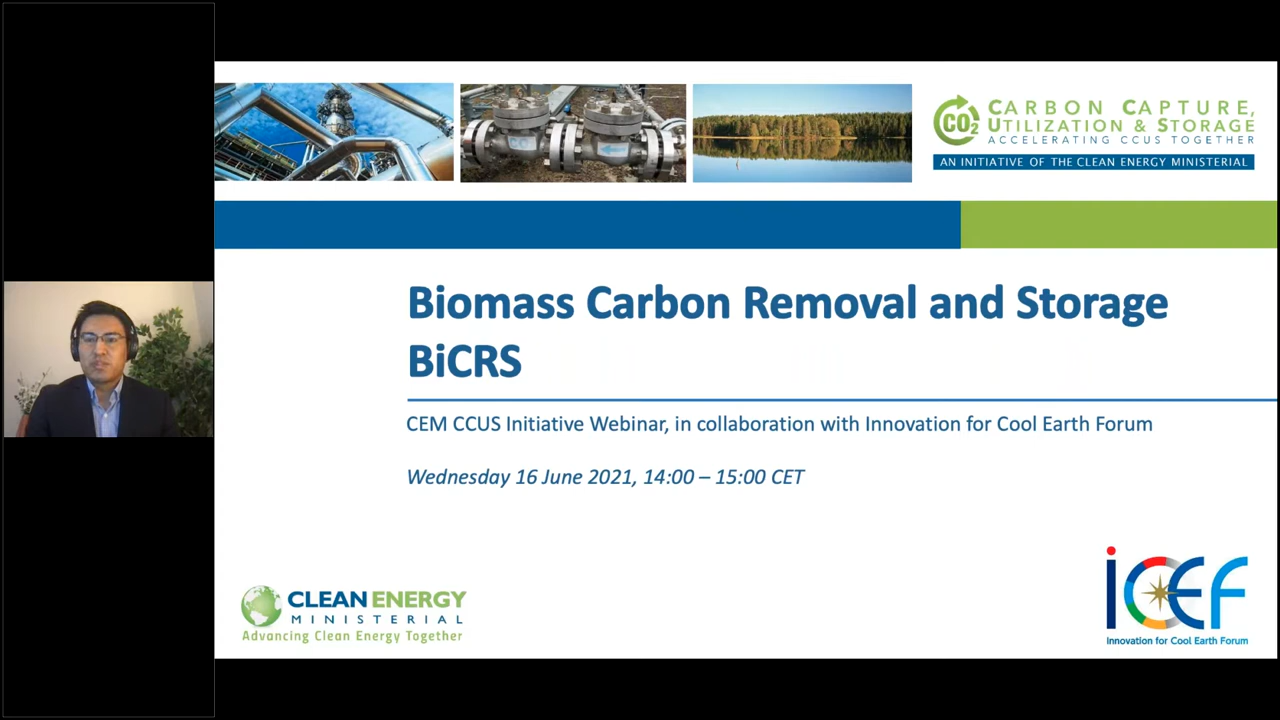 CO2
CARBON CAPTURE,
UTILIZATION & STORAGE
ACCELERATING CCUS TOGETHER
AN INITIATIVE OF THE CLEAN ENERGY MINISTERIAL
Biomass Carbon Removal and Storage
BiCRS
CEM CCUS Initiative Webinar, in collaboration with Innovation for Cool Earth Forum
Wednesday 16 June 2021, 14:00 – 15:00 CET
CLEAN ENERGY
MINISTERIAL
Advancing Clean Energy Together
iCEF
Innovation for Cool Earth Forum